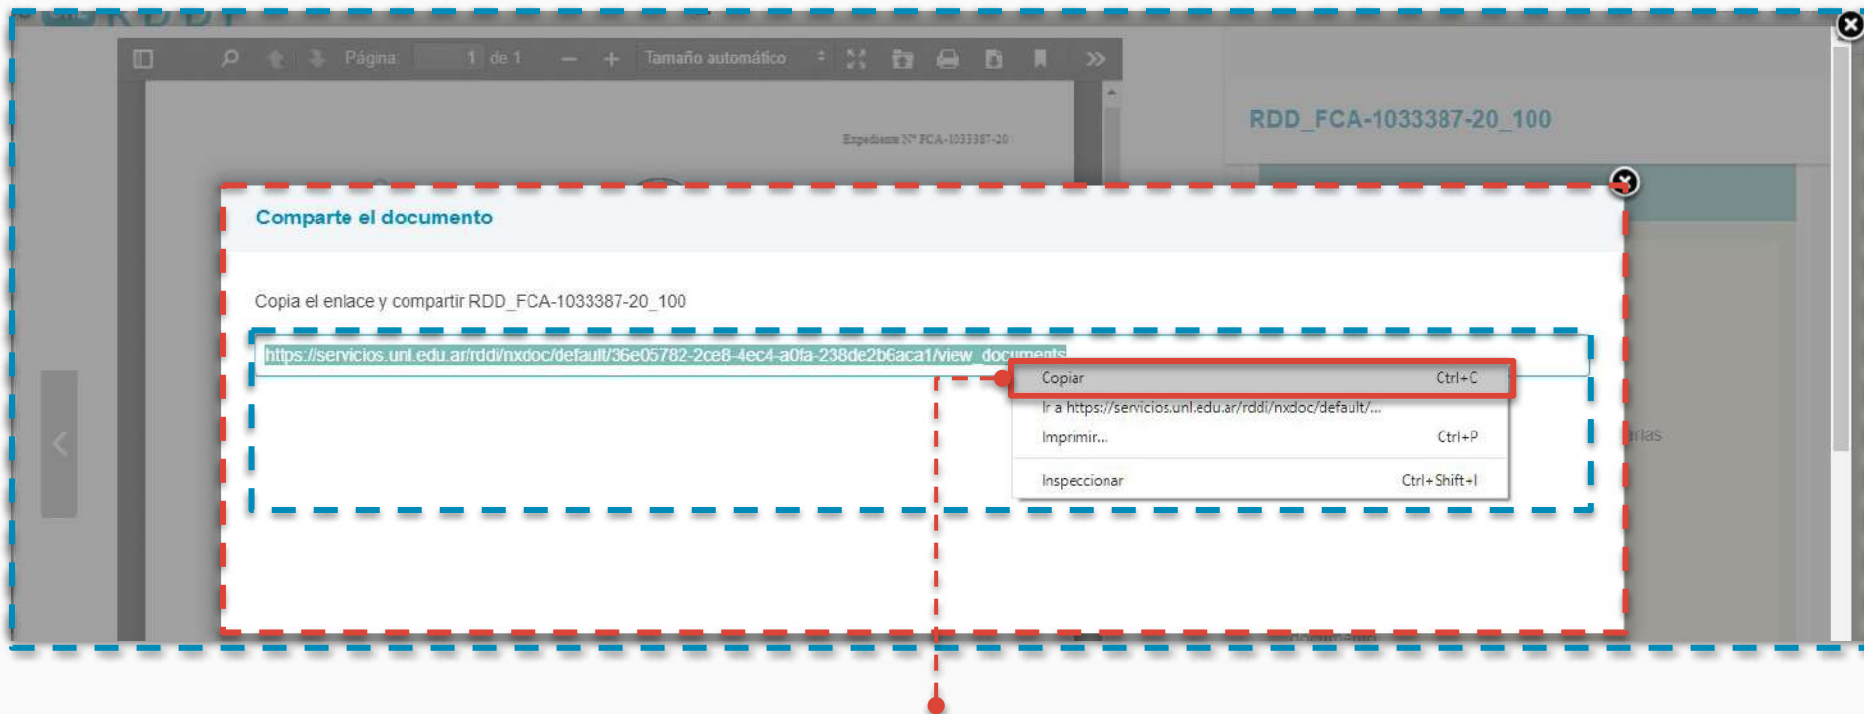 RDDI
Página: 1 de 1 — + Tamaño automático
Expediente Nº FCA-1033387-20
RDD_FCA-1033387-20_100
Comparte el documento
Copia el enlace y compartir RDD_FCA-1033387-20_100
https://servicios.unl.edu.ar/rddi/nxdoc/default/36e05782-2ce8-4ec4-a0fa-238de2b6aca1/view_documents
Copiar Ctrl+C
Ir a https://servicios.unl.edu.ar/rddi/nxdoc/default/...
Imprimir... Ctrl+P
Inspeccionar Ctrl+Shift+I
documento